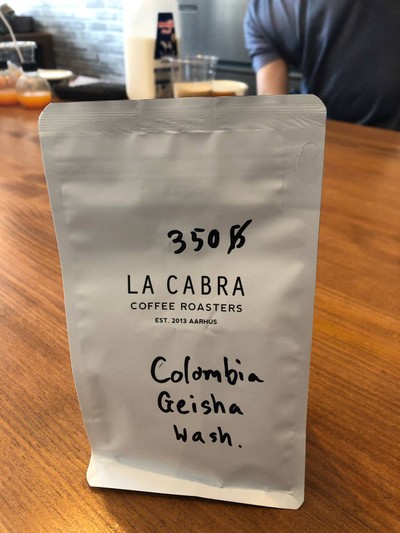 350฿
LA CABRA
COFFEE ROASTERS
EST. 2013 AARHUS
Colombia
Geisha
Wash.